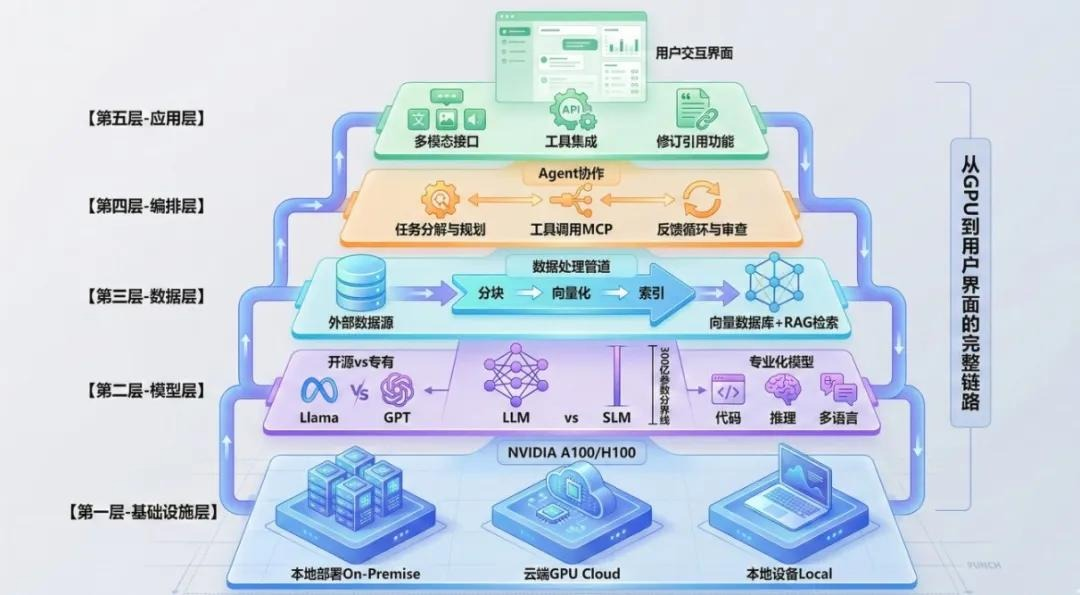 用户交互界面
【第五层-应用层】
文
API
多模态接口
工具集成
修订引用功能
Agent协作
【第四层-编排层】
任务分解与规划
工具调用MCP
反馈循环与审查
数据处理管道
【第三层-数据层】
分块
向量化
索引
外部数据源
向量数据库+RAG检索
开源vs专有
专业化模型
【第二层-模型层】
VS
300亿参数分界线
Llama
GPT
LLM
vs
SLM
代码
推理
多语言
NVIDIA A100/H100
【第一层-基础设施层】
本地部署On-Premise
云端GPU Cloud
本地设备Local
从GPU到用户界面的完整链路
PUNCH